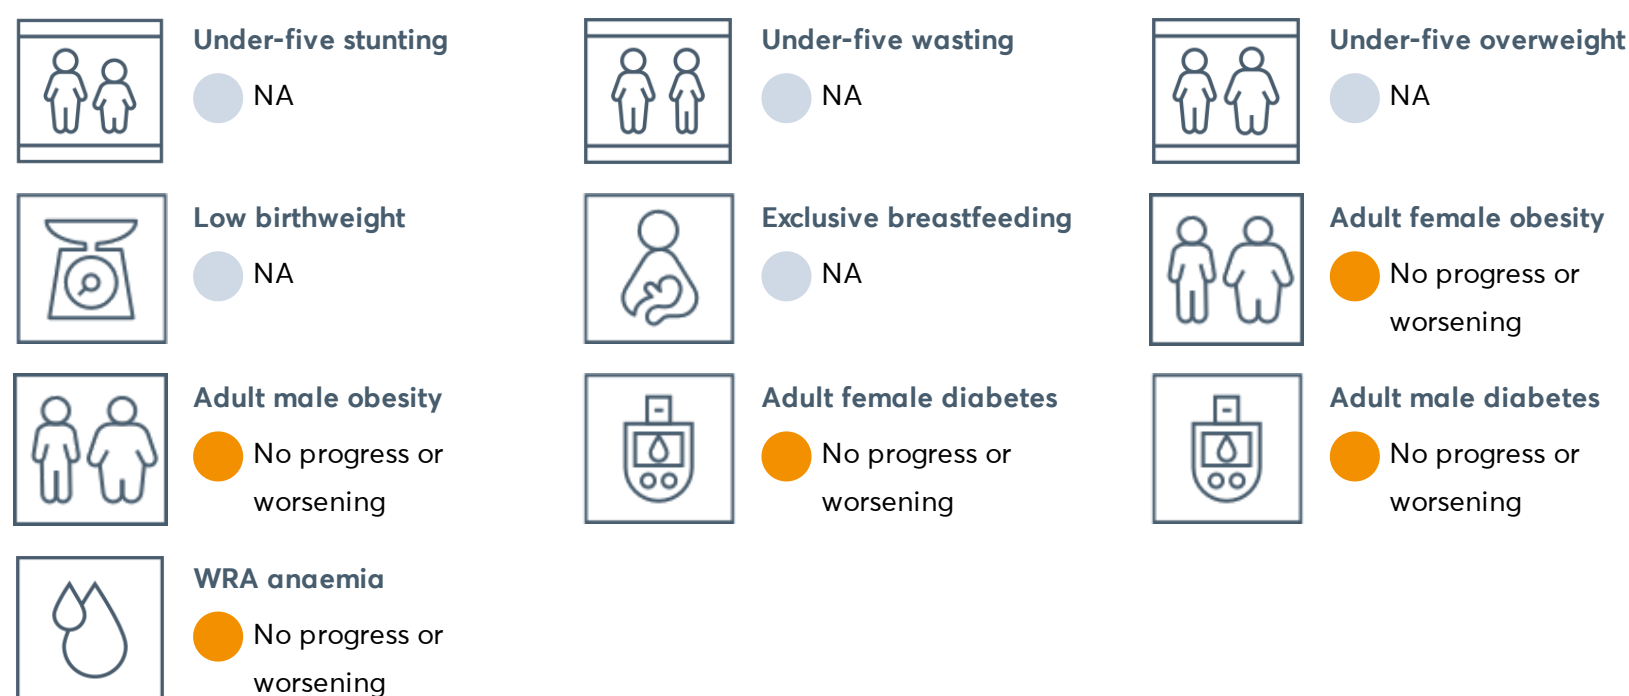 Under-five stunting
NA
Under-five wasting
NA
Under-five overweight
NA
Low birthweight
NA
Exclusive breastfeeding
NA
Adult female obesity
No progress or
worsening
Adult male obesity
No progress or
worsening
Adult female diabetes
No progress or
worsening
Adult male diabetes
No progress or
worsening
WRA anaemia
No progress or
worsening